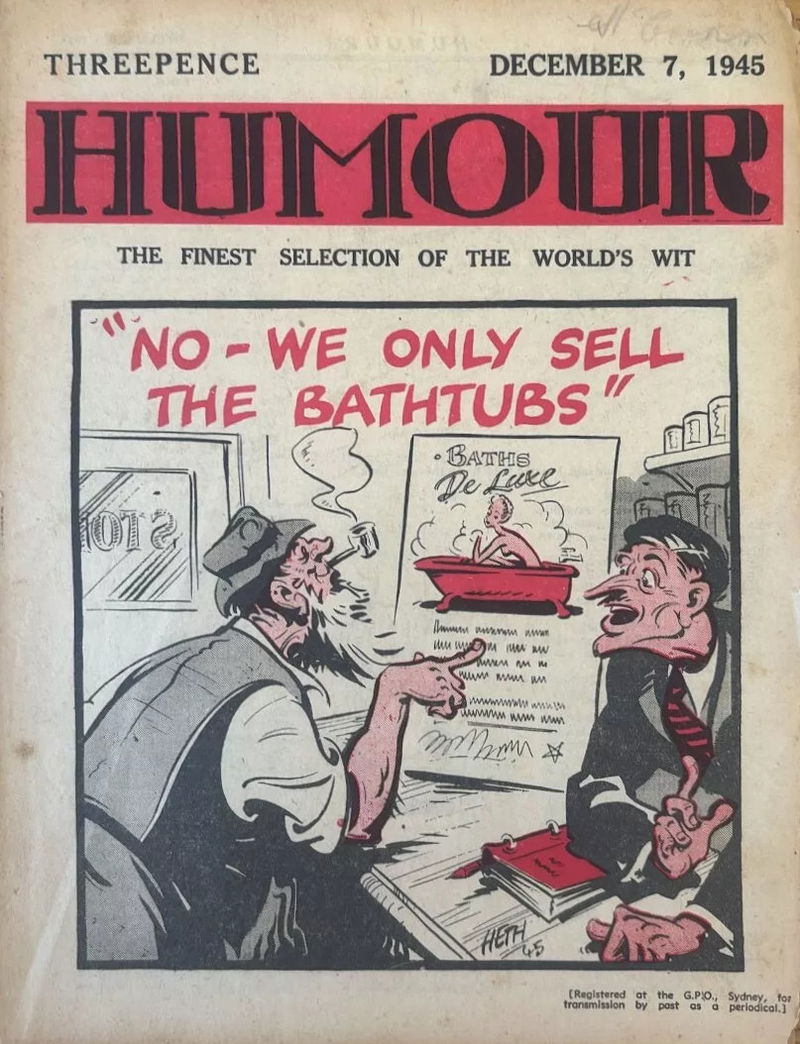 THREEPENCE
DECEMBER 7, 1945
HUMOUR
THE FINEST SELECTION OF THE WORLD'S WIT
"NO - WE ONLY SELL
THE BATHTUBS"
BATHS
De Luxe
STO
HETH
45
[Registered at the G.P.O., Sydney, for
transmission by post as a periodical.]